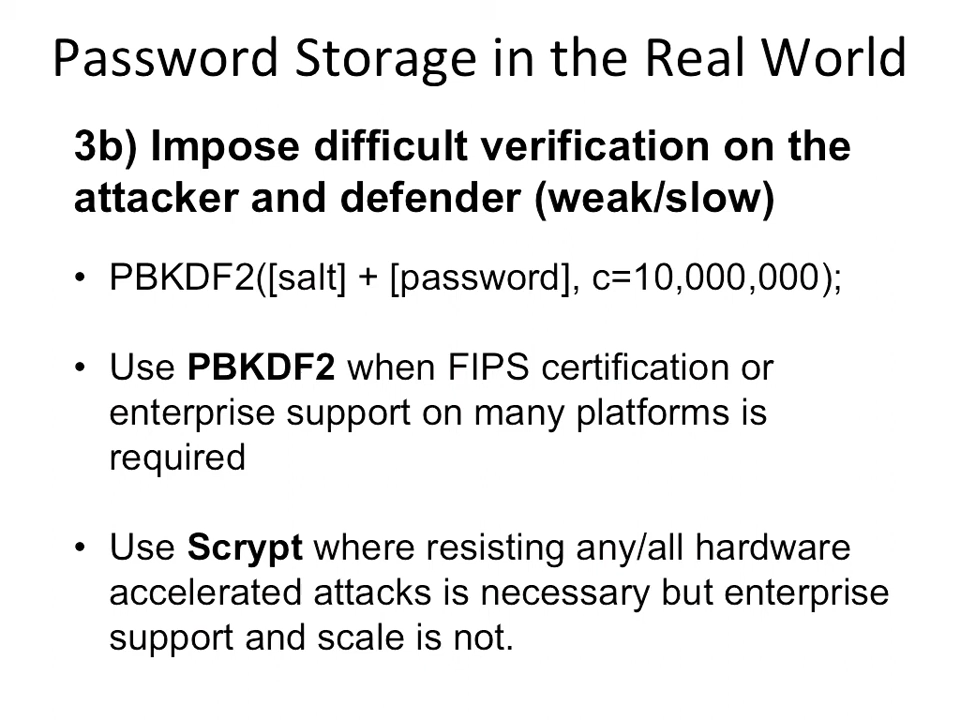 Password Storage in the Real World
3b) Impose difficult verification on the
attacker and defender (weak/slow)
• PBKDF2([salt] + [password], c=10,000,000);
• Use PBKDF2 when FIPS certification or
enterprise support on many platforms is
required
• Use Scrypt where resisting any/all hardware
accelerated attacks is necessary but enterprise
support and scale is not.